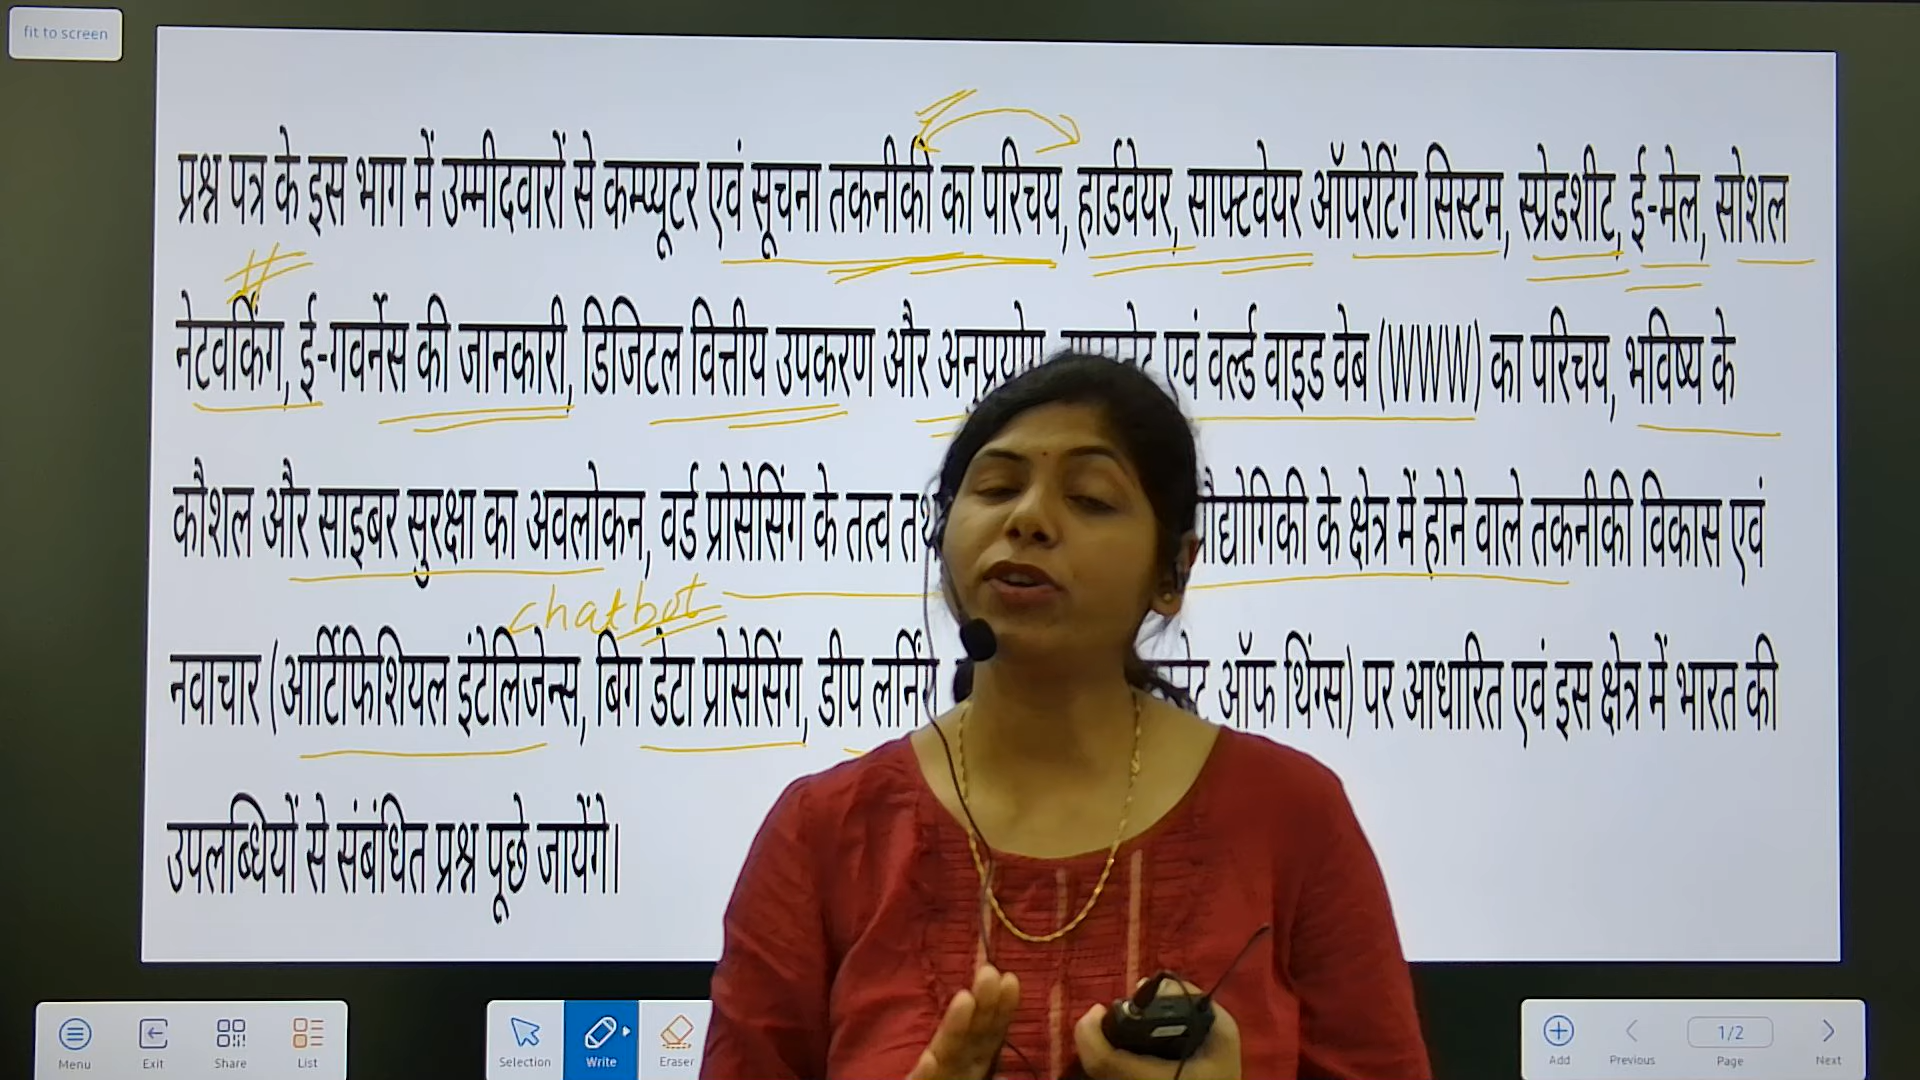 fit to screen
प्रश्न पत्र के इस भाग में उम्मीदवारों से कम्प्यूटर एवं सूचना तकनीकी का परिचय, हार्डवेयर, साफ्टवेयर ऑपरेटिंग सिस्टम, स्प्रेडशीट, ई-मेल, सोशल
#
नेटवर्किंग, ई-गवर्नेस की जानकारी, डिजिटल वित्तीय उपकरण और अनुप्रयोग एवं वर्ल्ड वाइड वेब (WWW) का परिचय, भविष्य के
कौशल और साइबर सुरक्षा का अवलोकन, वर्ड प्रोसेसिंग के तत्व के क्षेत्र में होने वाले तकनीकी विकास एवं
chatbot
नवाचार (आर्टिफिशियल इंटेलिजेन्स, बिग डेटा प्रोसेसिंग, डीप लर्निंग ऑफ थिंग्स) पर आधारित एवं इस क्षेत्र में भारत की
उपलब्धियों से संबंधित प्रश्न पूछे जायेंगे।
Menu Exit Share List Selection Write Eraser Add Previous 1/2 Page Next